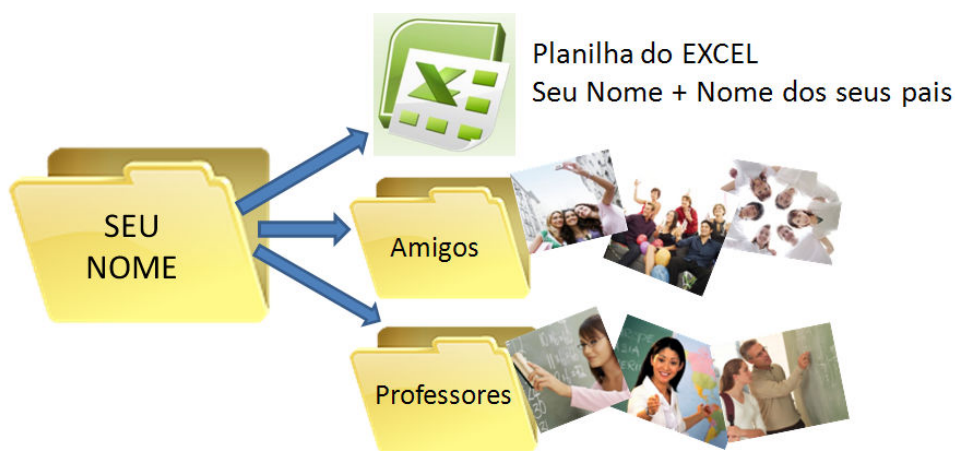 Planilha do EXCEL
Seu Nome + Nome dos seus pais
SEU
NOME
Amigos
Professores